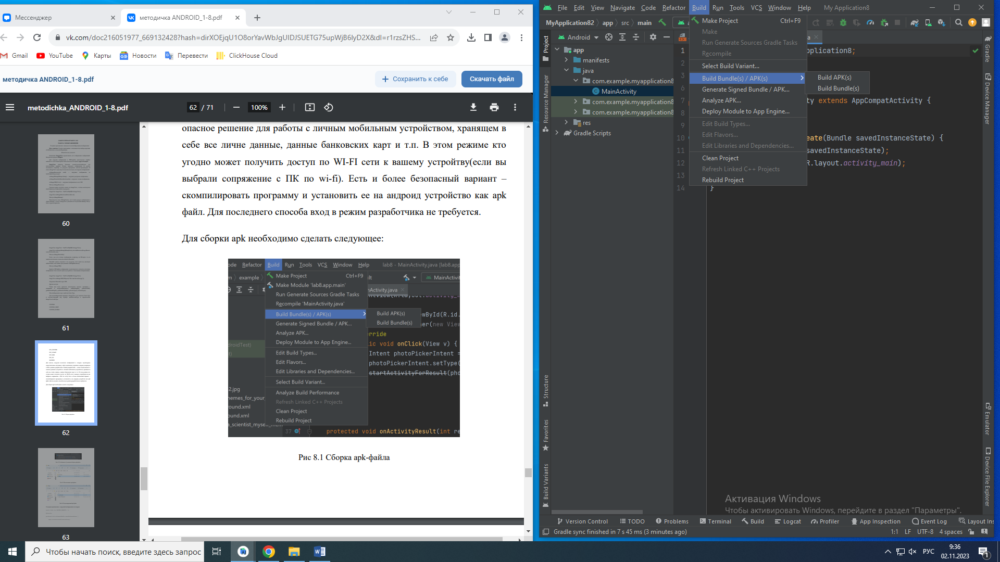 Мессенджер
методичка ANDROID_1-8.pdf
vk.com/doc216051977_669132428?hash=dirXOEjqU1O8orYavWbJgUIDJSUETG75upWjB6lyD2X&dl=r1rzsZHS...
Gmail
YouTube
Карты
Новости
Перевести
ClickHouse Cloud
методичка ANDROID_1-8.pdf
Сохранить к себе
Скачать файл
metodichka_ANDROID_1-8.pdf
62 / 71
100%
60
61
62
63
опасное решение для работы с личным мобильным устройством, хранящем в
себе все личне данные, данные банковских карт и т.п. В этом режиме кто
угодно может получить доступ по WI-FI сети к вашему устройтву(если вы
выбрали сопряжение с ПК по wi-fi). Есть и более безопасный вариант –
скомпилировать программу и установить ее на андроид устройство как apk
файл. Для последнего способа вход в режим разработчика не требуется.
Для сборки apk необходимо сделать следующее:
ode Refactor Build Run Tools VCS Window Help lab8 - MainActivity.java [lab8.app
m example
Make Project Ctrl+F9
MainActivit
Make Module 'lab8.app.main'
nActivity.java
Run Generate Sources Gradle Tasks
Recompile 'MainActivity.java'
Build Bundle(s) / APK(s)
Build APK(s)
ewById(R.id.
Generate Signed Bundle / APK...
Build Bundle(s)
ner(new View
Analyze APK...
rride
Deploy Module to App Engine...
ic void onClick(View v) {
droidTest)
Edit Build Types...
Intent photoPickerIntent =
Edit Flavors...
photoPickerIntent.setType(
Edit Libraries and Dependencies...
startActivityForResult(pho
Select Build Variant...
2.jpg
Analyze Build Performance
nemes_for_your
Refresh Linked C++ Projects
ound.xml
Clean Project
ound.xml
Rebuild Project
a_scientist_myself_mem
37
protected void onActivityResult(int re
Рис 8.1 Сборка apk-файла
File Edit View Navigate Code Refactor Build Run Tools VCS Window Help My Application8
MyApplication82 app src main
Android
Project
Resource Manager
Structure
Favorites
Build Variants
app
manifests
java
com.example.myapplication8
MainActivity
com.example.myapplication8
com.example.myapplication8
res
Gradle Scripts
Make Project Ctrl+F9
Make
Run Generate Sources Gradle Tasks
Recompile
Select Build Variant...
Build Bundle(s) / APK(s)
Build APK(s)
Build Bundle(s)
Generate Signed Bundle / APK...
Analyze APK...
Deploy Module to App Engine...
Edit Build Types...
Edit Flavors...
Edit Libraries and Dependencies...
Clean Project
Refresh Linked C++ Projects
Rebuild Project
1
2
3
6
7
8
9
10
11
12
13
14
pplication8;
ty extends AppCompatActivity {
eate(Bundle savedInstanceState) {
savedInstanceState);
R.layout.activity_main);
}
Gradle
Device Manager
Emulator
Device File Explorer
Активация Windows
Чтобы активировать Windows, перейдите в раздел "Параметры".
Version Control
TODO
Problems
Terminal
Build
Logcat
Profiler
App Inspection
Event Log
Layout Ins
Gradle sync finished in 7 s 45 ms (3 minutes ago)
1:1 LF UTF-8 4 spaces
Чтобы начать поиск, введите здесь запрос
РУС
9:36
02.11.2023
1